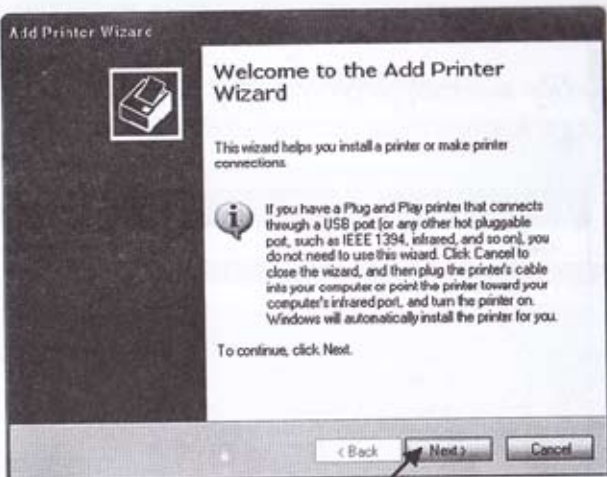 Add Printer Wizard
Welcome to the Add Printer
Wizard
This wizard helps you install a printer or make printer
connections.
If you have a Plug and Play printer that connects
through a USB port (or any other hot pluggable
port, such as IEEE 1394, infrared, and so on), you
do not need to use this wizard. Click Cancel to
close the wizard, and then plug the printer's cable
into your computer or point the printer toward your
computer's infrared port, and turn the printer on.
Windows will automatically install the printer for you.
To continue, click Next.
< Back
Next >
Cancel